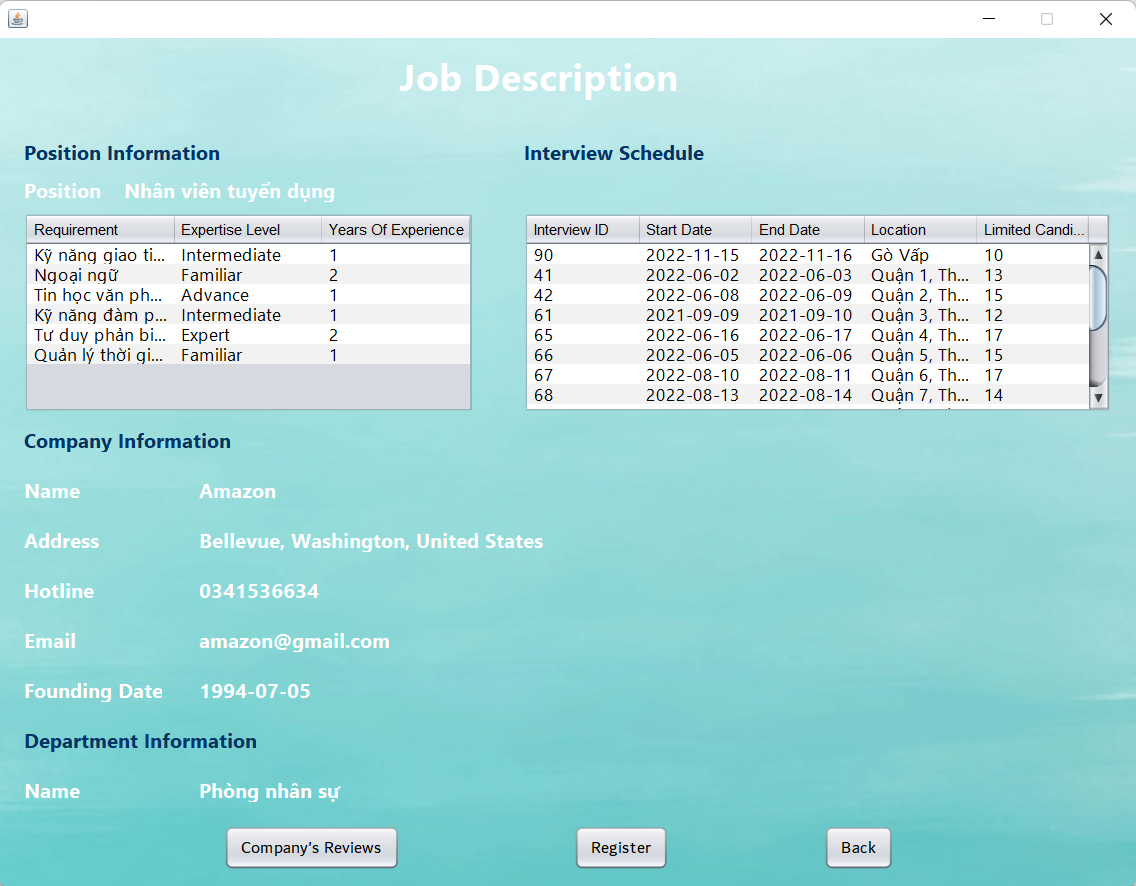 Job Description
Position Information
Position Nhân viên tuyển dụng
Requirement Expertise Level Years Of Experience
Kỹ năng giao ti... Intermediate 1
Ngoại ngữ Familiar 2
Tin học văn ph... Advance 1
Kỹ năng đàm p... Intermediate 1
Tư duy phản bi... Expert 2
Quản lý thời gi... Familiar 1
Interview Schedule
Interview ID Start Date End Date Location Limited Candi...
90 2022-11-15 2022-11-16 Gò Vấp 10
41 2022-06-02 2022-06-03 Quận 1, Th... 13
42 2022-06-08 2022-06-09 Quận 2, Th... 15
61 2021-09-09 2021-09-10 Quận 3, Th... 12
65 2022-06-16 2022-06-17 Quận 4, Th... 17
66 2022-06-05 2022-06-06 Quận 5, Th... 15
67 2022-08-10 2022-08-11 Quận 6, Th... 17
68 2022-08-13 2022-08-14 Quận 7, Th... 14
Company Information
Name Amazon
Address Bellevue, Washington, United States
Hotline 0341536634
Email amazon@gmail.com
Founding Date 1994-07-05
Department Information
Name Phòng nhân sự
Company's Reviews Register Back